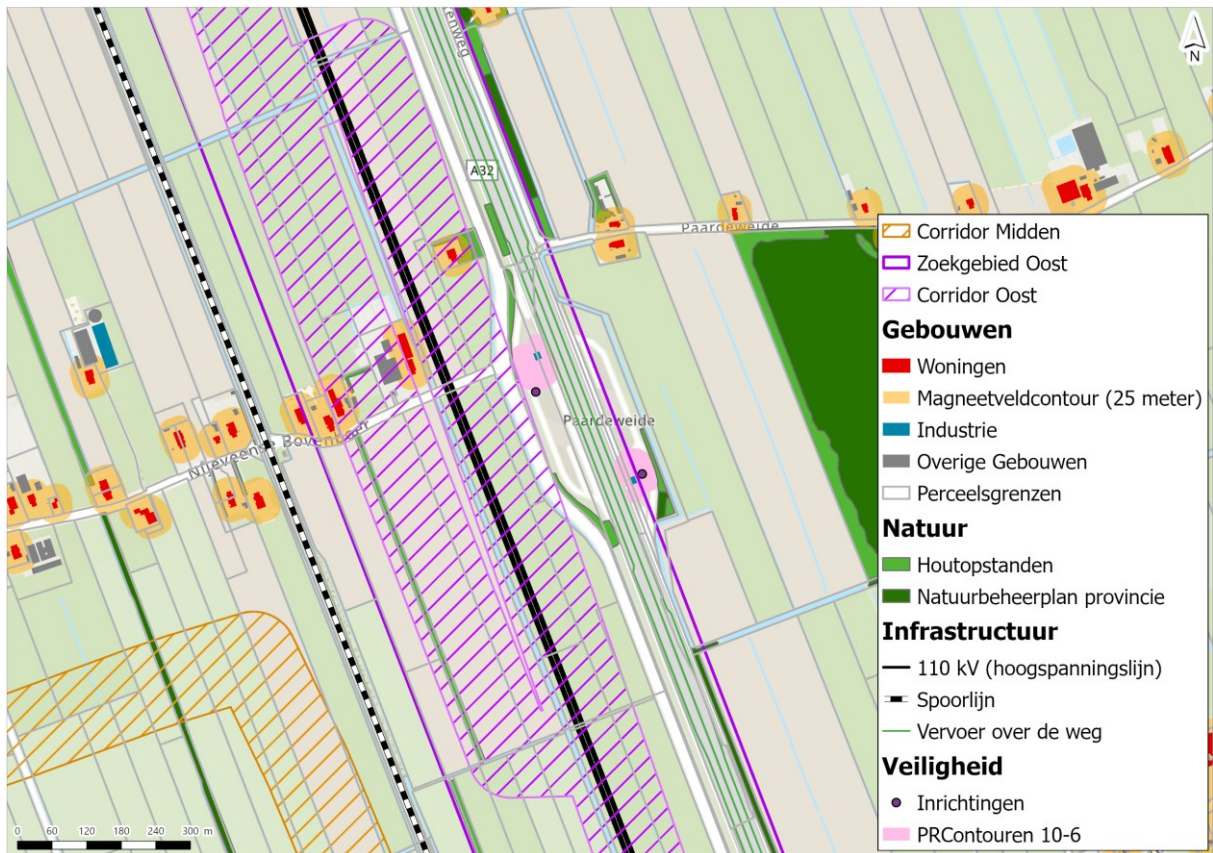 N
A32
Paardeweide
Paardeweide
Corridor Midden
Zoekgebied Oost
Corridor Oost
Gebouwen
Woningen
Magneetveldcontour (25 meter)
Industrie
Overige Gebouwen
Perceelsgrenzen
Natuur
Houtopstanden
Natuurbeheerplan provincie
Infrastructuur
110 kV (hoogspanningslijn)
Spoorlijn
Vervoer over de weg
Veiligheid
Inrichtingen
PRContouren 10-6
0 60 120 180 240 300 m